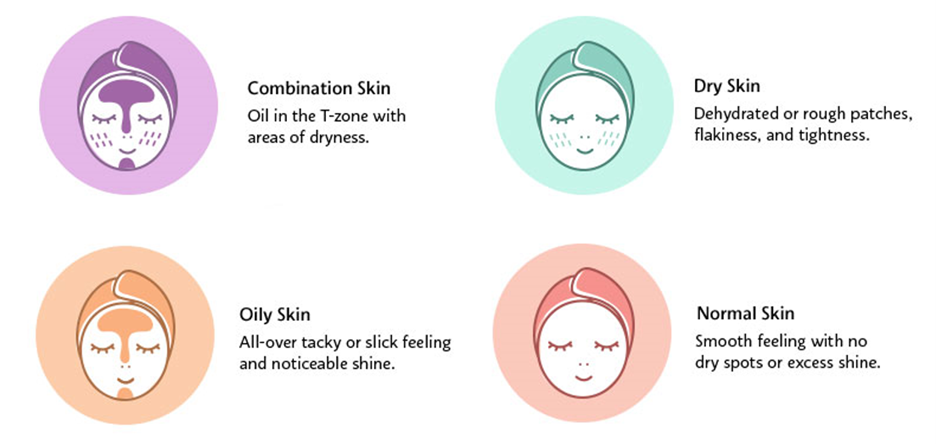 Combination Skin
Oil in the T-zone with
areas of dryness.
Dry Skin
Dehydrated or rough patches,
flakiness, and tightness.
Oily Skin
All-over tacky or slick feeling
and noticeable shine.
Normal Skin
Smooth feeling with no
dry spots or excess shine.